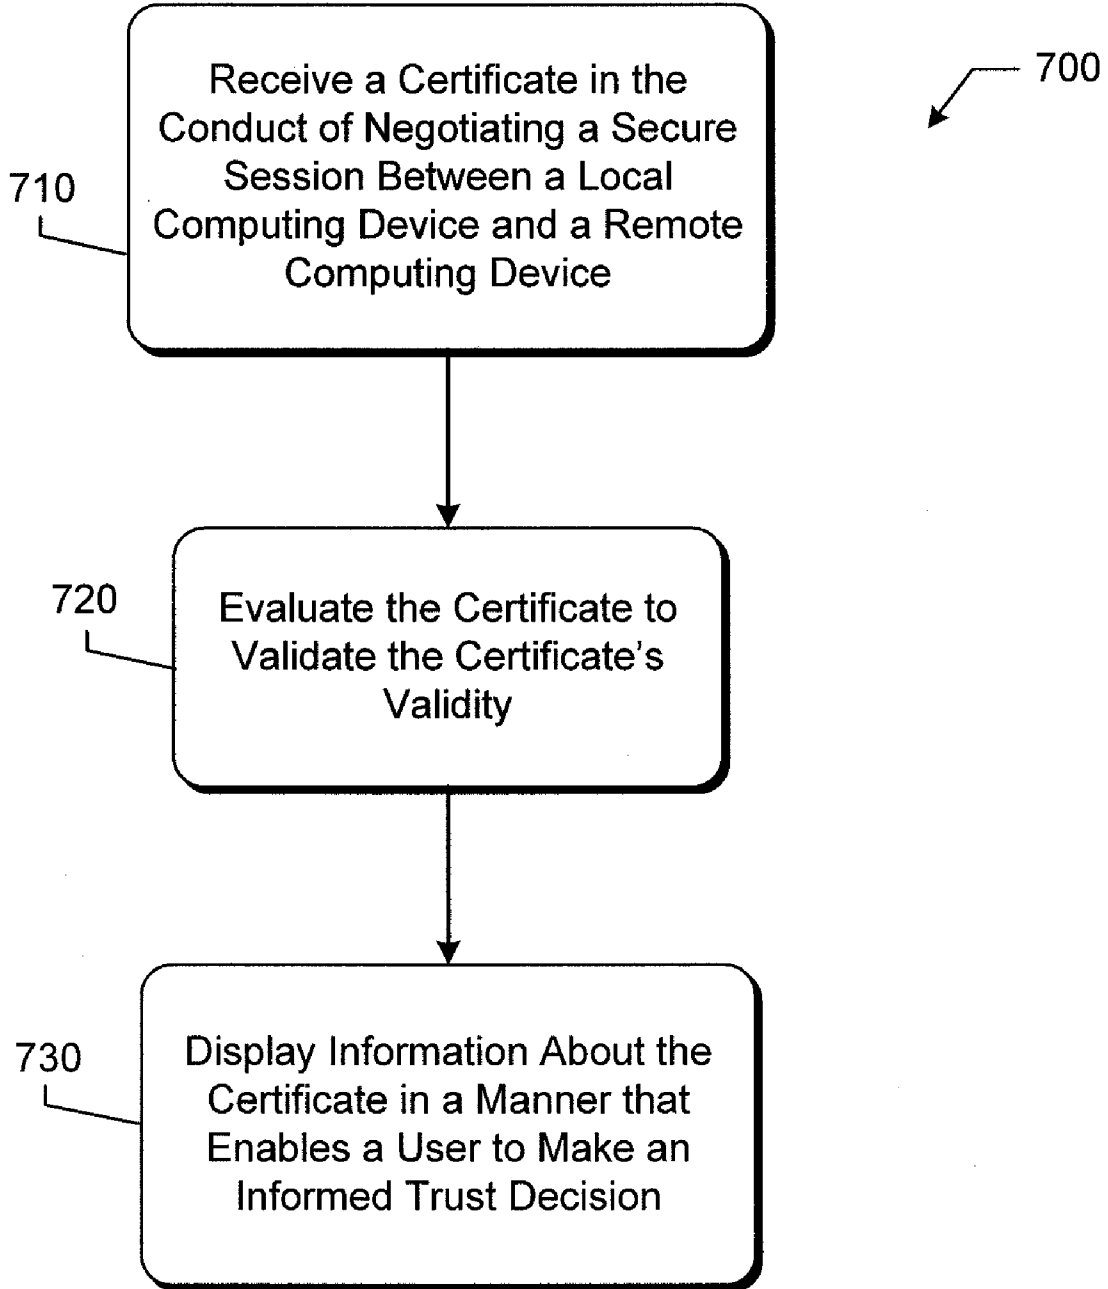 700
710
Receive a Certificate in the
Conduct of Negotiating a Secure
Session Between a Local
Computing Device and a Remote
Computing Device
720
Evaluate the Certificate to
Validate the Certificate's
Validity
730
Display Information About the
Certificate in a Manner that
Enables a User to Make an
Informed Trust Decision